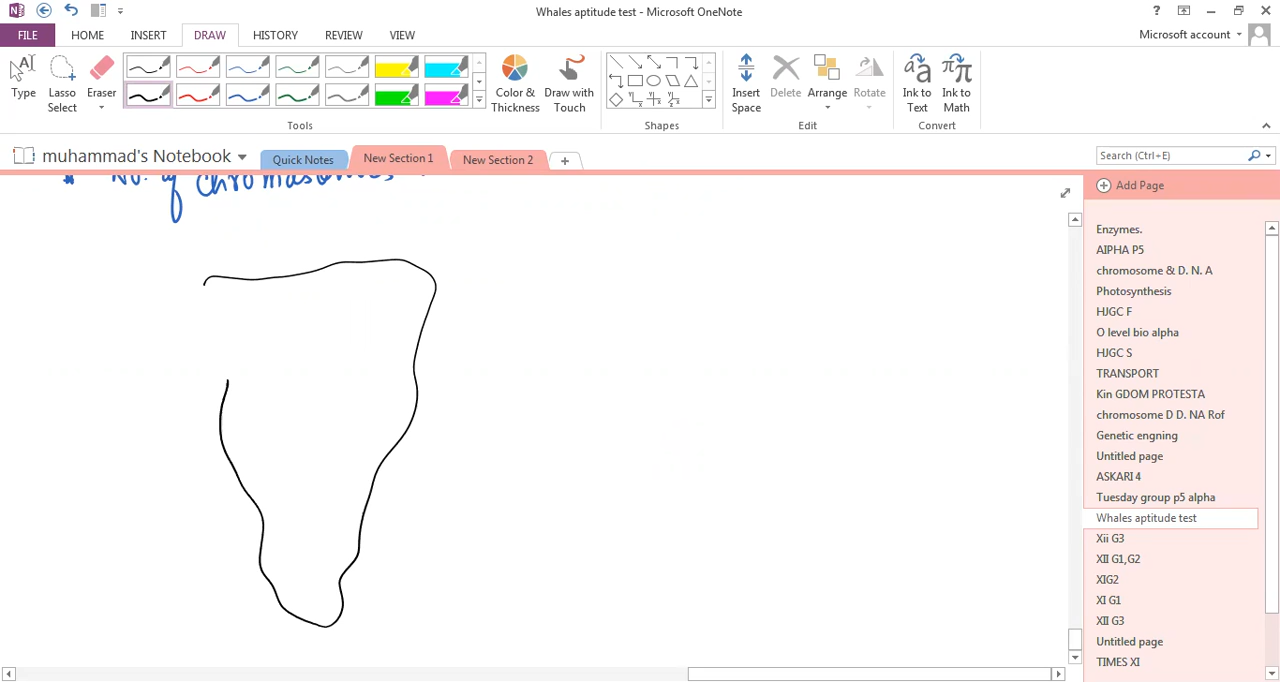 Whales aptitude test - Microsoft OneNote
FILE HOME INSERT DRAW HISTORY REVIEW VIEW
Microsoft account
Type
Lasso Select
Eraser
Color & Thickness
Draw with Touch
Insert Space
Delete
Arrange
Rotate
Ink to Text
Ink to Math
Tools Shapes Edit Convert
muhammad's Notebook Quick Notes New Section 1 New Section 2
Search (Ctrl+E)
Add Page
No. of chromasomes
Enzymes.
AIPHA P5
chromosome & D. N. A
Photosynthesis
HJGC F
O level bio alpha
HJGC S
TRANSPORT
Kin GDOM PROTESTA
chromosome D D. NA Rof
Genetic engning
Untitled page
ASKARI 4
Tuesday group p5 alpha
Whales aptitude test
Xii G3
XII G1,G2
XIG2
XI G1
XII G3
Untitled page
TIMES XI